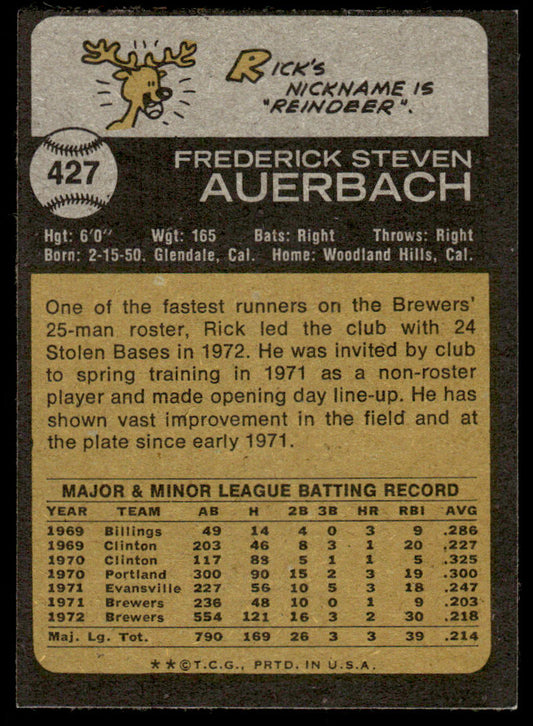 RICK'S
NICKNAME IS
"REINDEER".
427
FREDERICK STEVEN
AUERBACH
Hgt: 6'0" Wgt: 165 Bats: Right Throws: Right
Born: 2-15-50. Glendale, Cal. Home: Woodland Hills, Cal.
One of the fastest runners on the Brewers'
25-man roster, Rick led the club with 24
Stolen Bases in 1972. He was invited by club
to spring training in 1971 as a non-roster
player and made opening day line-up. He has
shown vast improvement in the field and at
the plate since early 1971.
MAJOR & MINOR LEAGUE BATTING RECORD
YEAR TEAM AB H 2B 3B HR RBI AVG
1969 Billings 49 14 4 0 3 9 .286
1969 Clinton 203 46 8 3 1 20 .227
1970 Clinton 117 38 5 1 1 5 .325
1970 Portland 300 90 15 2 3 19 .300
1971 Evansville 227 56 10 5 3 18 .247
1971 Brewers 236 48 10 0 1 9 .203
1972 Brewers 554 121 16 3 2 30 .218
Maj. Lg. Tot. 790 169 26 3 3 39 .214
**©T.C.G., PRTD. IN U.S.A.